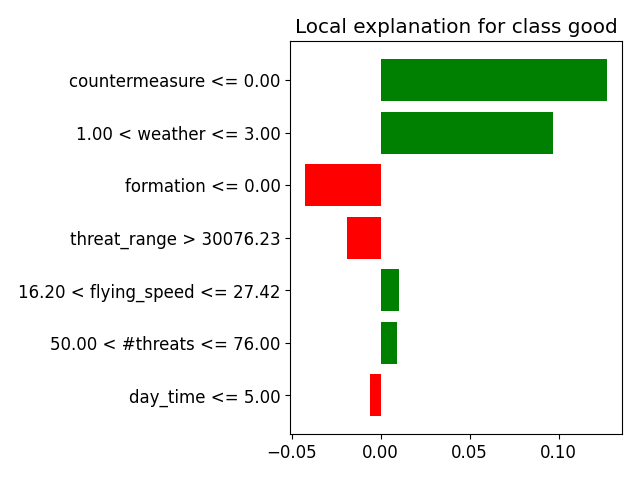 Local explanation for class good
countermeasure <= 0.00
1.00 < weather <= 3.00
formation <= 0.00
threat_range > 30076.23
16.20 < flying_speed <= 27.42
50.00 < #threats <= 76.00
day_time <= 5.00
−0.05 0.00 0.05 0.10